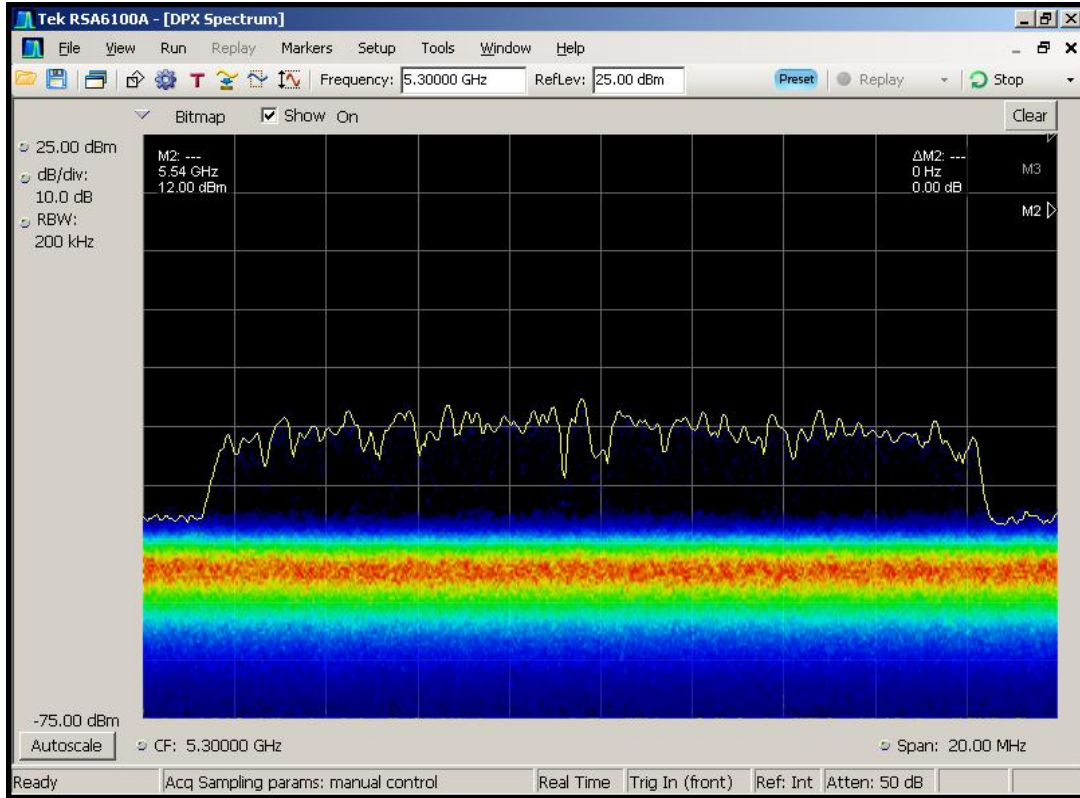 Tek RSA6100A - [DPX Spectrum]
File View Run Replay Markers Setup Tools Window Help
T Frequency: 5.30000 GHz RefLev: 25.00 dBm Preset Replay Stop
Bitmap Show On Clear
25.00 dBm
dB/div:
10.0 dB
RBW:
200 kHz
M2: ---
5.54 GHz
12.00 dBm
ΔM2: ---
0 Hz
0.00 dB
M3
M2
-75.00 dBm
Autoscale CF: 5.30000 GHz Span: 20.00 MHz
Ready Acq Sampling params: manual control Real Time Trig In (front) Ref: Int Atten: 50 dB